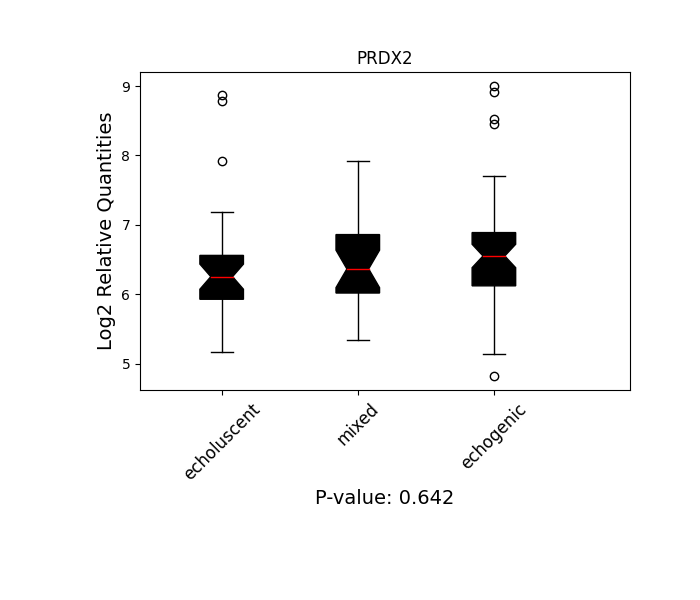 PRDX2
Log2 Relative Quantities
9
8
7
6
5
echoluscent
mixed
echogenic
P-value: 0.642